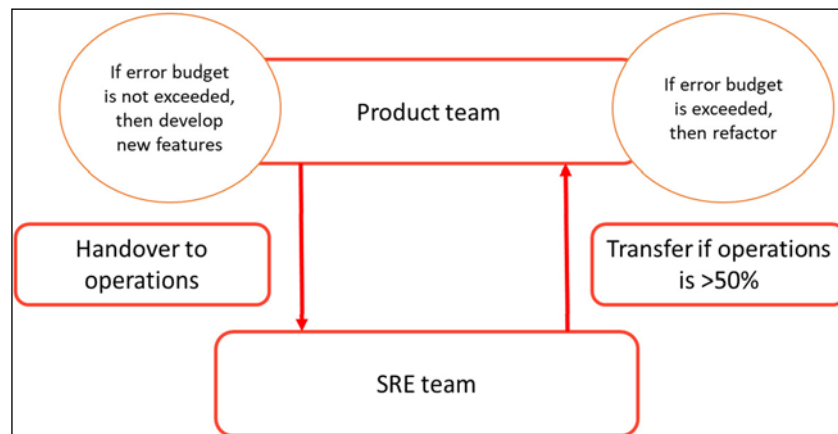 If error budget
is not exceeded,
then develop
new features
Product team
If error budget
is exceeded,
then refactor
Handover to
operations
Transfer if operations
is >50%
SRE team